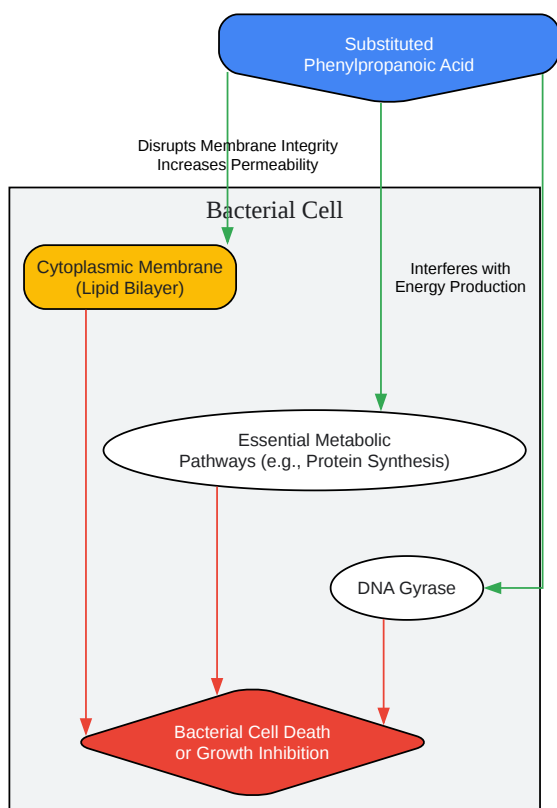 Substituted
Phenylpropanoic Acid
Disrupts Membrane Integrity
Increases Permeability
Bacterial Cell
Cytoplasmic Membrane
(Lipid Bilayer)
Interferes with
Energy Production
Essential Metabolic
Pathways (e.g., Protein Synthesis)
DNA Gyrase
Bacterial Cell Death
or Growth Inhibition